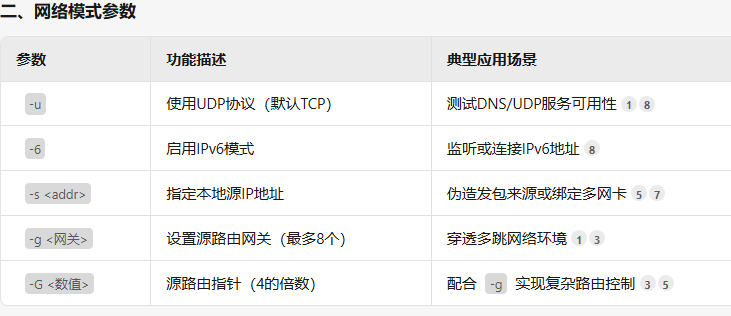 二、网络模式参数
参数 功能描述 典型应用场景
-u 使用UDP协议（默认TCP） 测试DNS/UDP服务可用性 1 8
-6 启用IPv6模式 监听或连接IPv6地址 8
-s <addr> 指定本地源IP地址 伪造发包来源或绑定多网卡 5 7
-g <网关> 设置源路由网关（最多8个） 穿透多跳网络环境 1 3
-G <数值> 源路由指针（4的倍数） 配合 -g 实现复杂路由控制 3 5